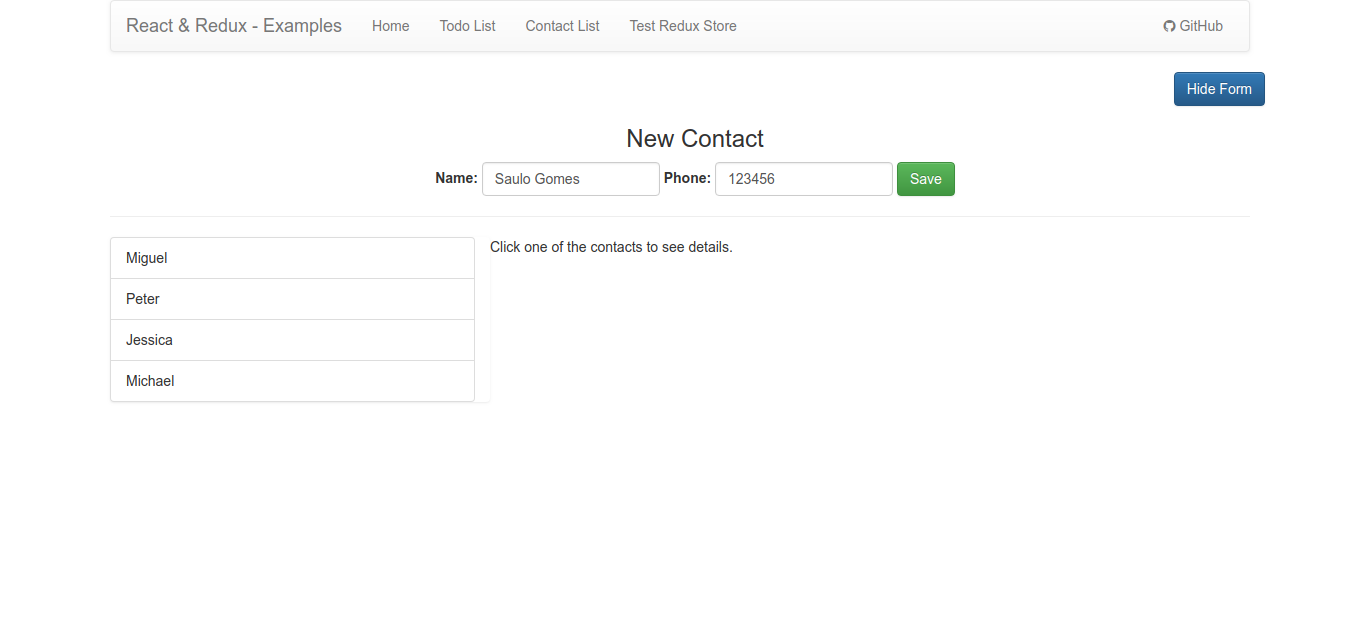 React & Redux - Examples Home Todo List Contact List Test Redux Store GitHub
Hide Form
New Contact
Name: Saulo Gomes Phone: 123456 Save
Click one of the contacts to see details.
Miguel
Peter
Jessica
Michael